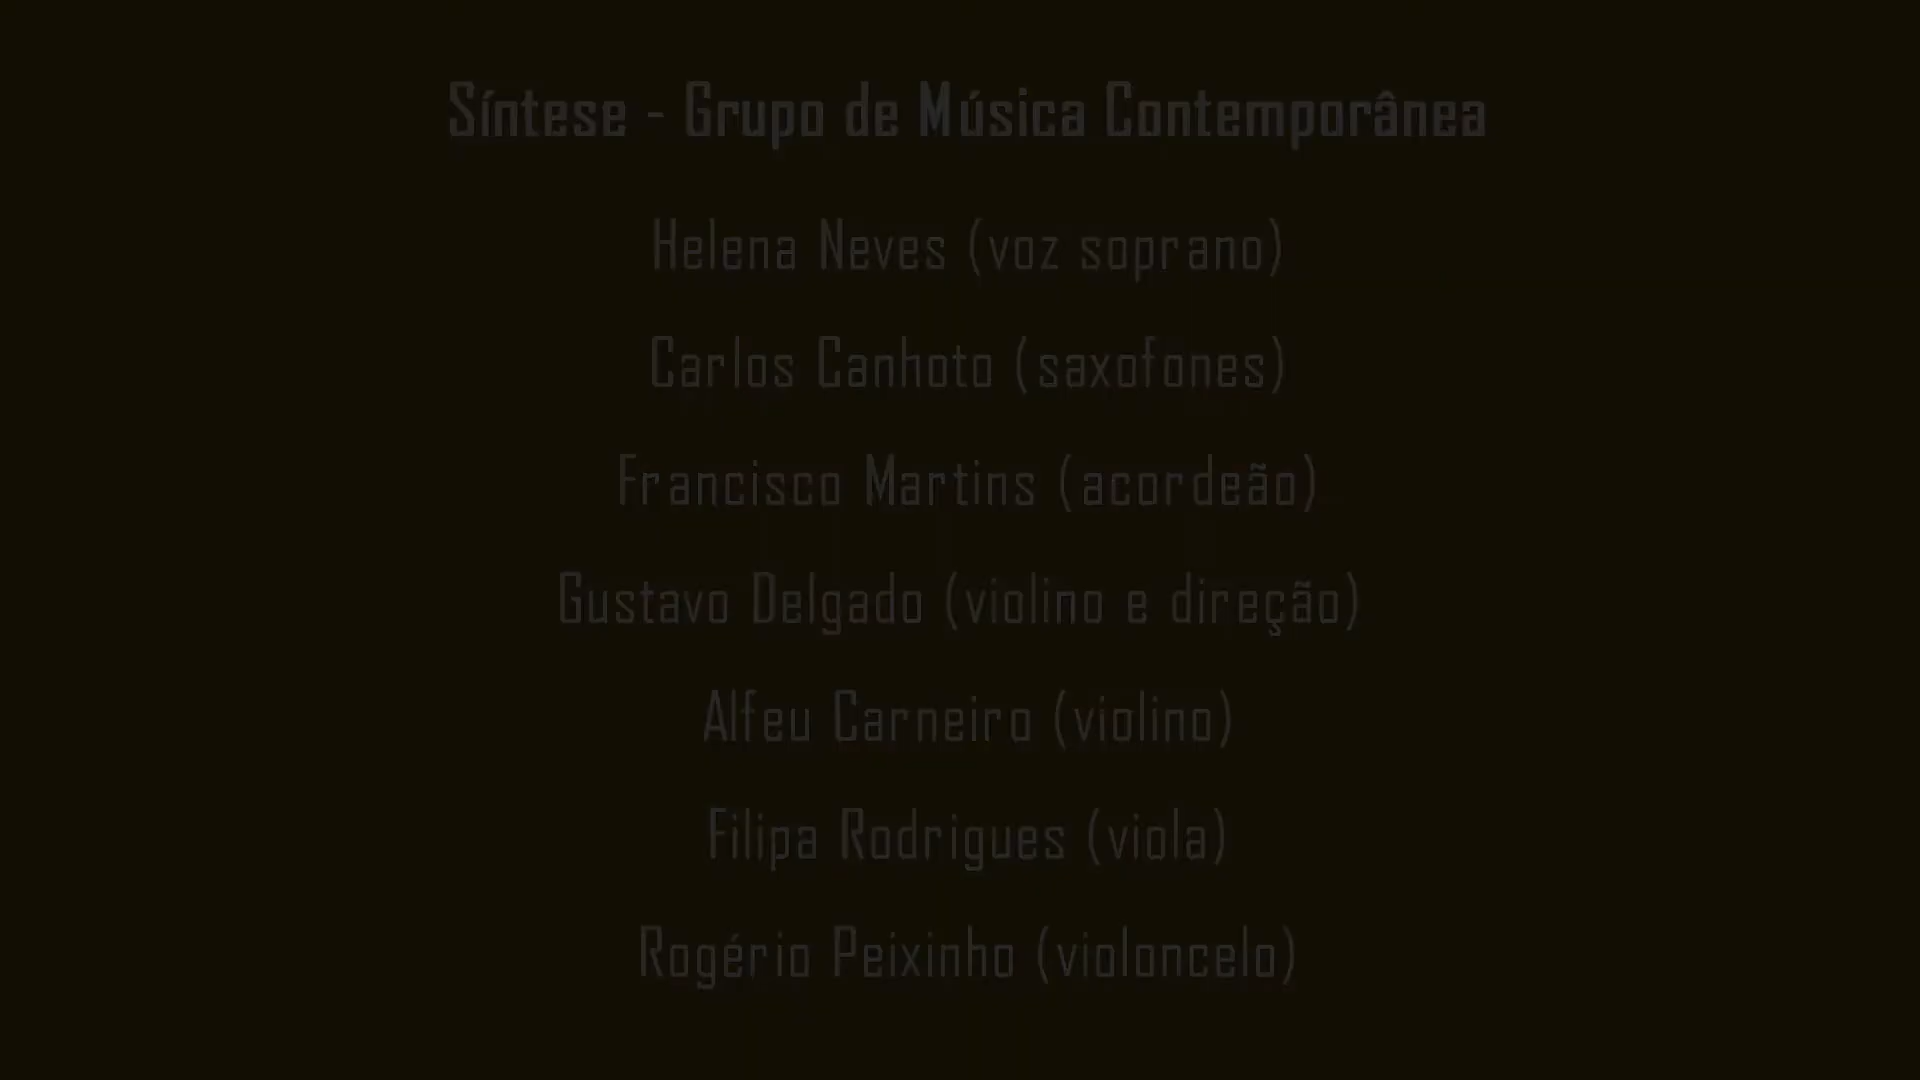 Síntese - Grupo de Música Contemporânea
Helena Neves (voz soprano)
Carlos Canhoto (saxofones)
Francisco Martins (acordeão)
Gustavo Delgado (violino e direção)
Alfeu Carneiro (violino)
Filipa Rodrigues (viola)
Rogério Peixinho (violoncelo)